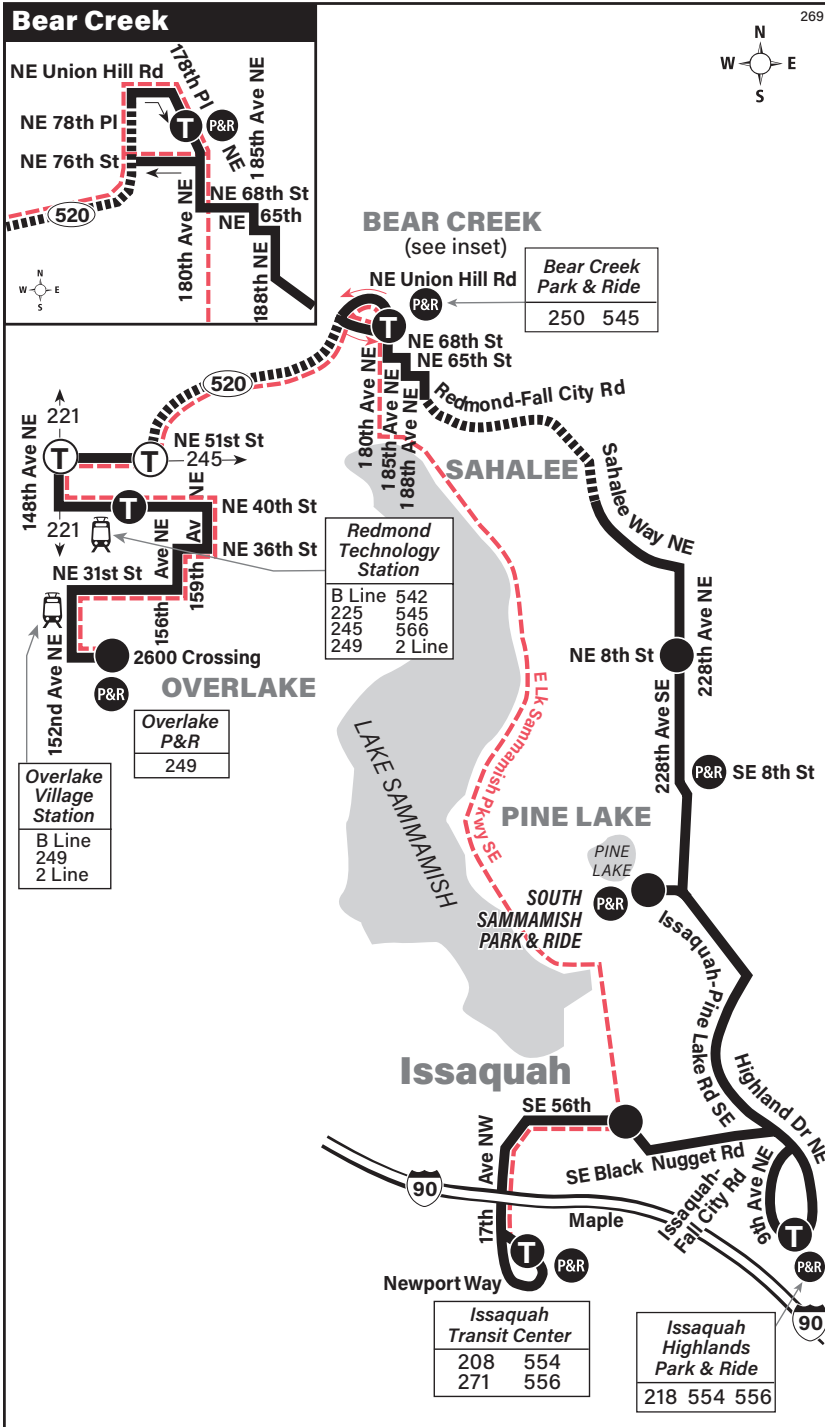 Bear Creek
269
N
W E
S
NE Union Hill Rd
178th Pl
NE
185th Ave NE
NE 78th Pl
T
P&R
NE 76th St
520
180th Ave NE
NE 68th St
NE 65th
188th NE
N
W E
S
BEAR CREEK
(see inset)
NE Union Hill Rd
P&R
Bear Creek
Park & Ride
250 545
T
NE 68th St
NE 65th St
180th Ave NE
185th Ave NE
188th Ave NE
Redmond-Fall City Rd
520
221
148th Ave NE
T
T
NE 51st St
245
SAHALEE
Sahalee Way NE
T
NE 40th St
221
159th Av NE
NE 36th St
156th Ave NE
NE 31st St
Redmond
Technology
Station
B Line 542
225 545
245 566
249 2 Line
152nd Ave NE
2600 Crossing
P&R
OVERLAKE
Overlake
P&R
249
Overlake
Village
Station
B Line
249
2 Line
228th Ave NE
NE 8th St
228th Ave SE
P&R
SE 8th St
E Lk Sammamish Pkwy SE
LAKE SAMMAMISH
PINE LAKE
PINE
LAKE
SOUTH
SAMMAMISH
PARK & RIDE
P&R
Issaquah-Pine Lake Rd SE
Issaquah
Highland Dr NE
SE 56th
SE Black Nugget Rd
17th Ave NW
90
Maple
Issaquah-
Fall City Rd
9th Ave NE
T
P&R
T
P&R
Newport Way
90
Issaquah
Transit Center
208 554
271 556
Issaquah
Highlands
Park & Ride
218 554 556